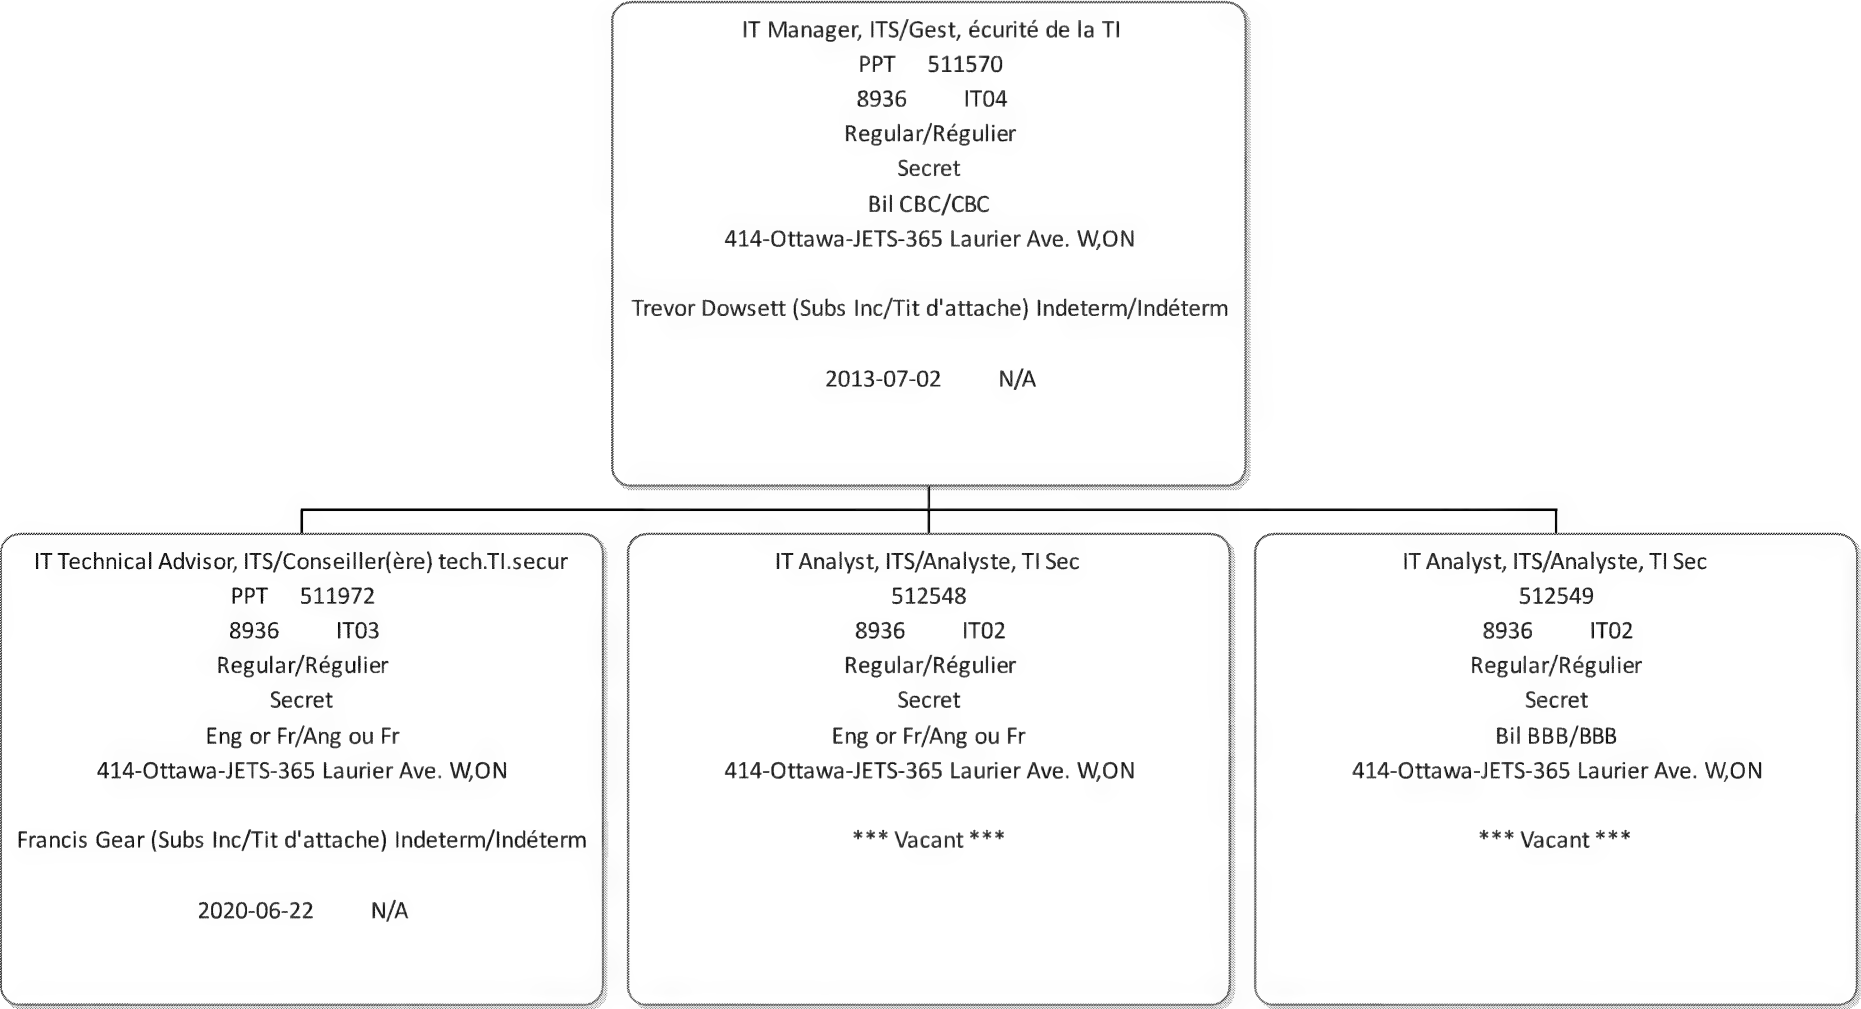 IT Manager, ITS/Gest, écurité de la TI
PPT 511570
8936 IT04
Regular/Régulier
Secret
Bil CBC/CBC
414-Ottawa-JETS-365 Laurier Ave. W,ON
Trevor Dowsett (Subs Inc/Tit d'attache) Indeterm/Indéterm
2013-07-02 N/A
IT Technical Advisor, ITS/Conseiller(ère) tech.TI.secur
PPT 511972
8936 IT03
Regular/Régulier
Secret
Eng or Fr/Ang ou Fr
414-Ottawa-JETS-365 Laurier Ave. W,ON
Francis Gear (Subs Inc/Tit d'attache) Indeterm/Indéterm
2020-06-22 N/A
IT Analyst, ITS/Analyste, TI Sec
512548
8936 IT02
Regular/Régulier
Secret
Eng or Fr/Ang ou Fr
414-Ottawa-JETS-365 Laurier Ave. W,ON
*** Vacant ***
IT Analyst, ITS/Analyste, TI Sec
512549
8936 IT02
Regular/Régulier
Secret
Bil BBB/BBB
414-Ottawa-JETS-365 Laurier Ave. W,ON
*** Vacant ***